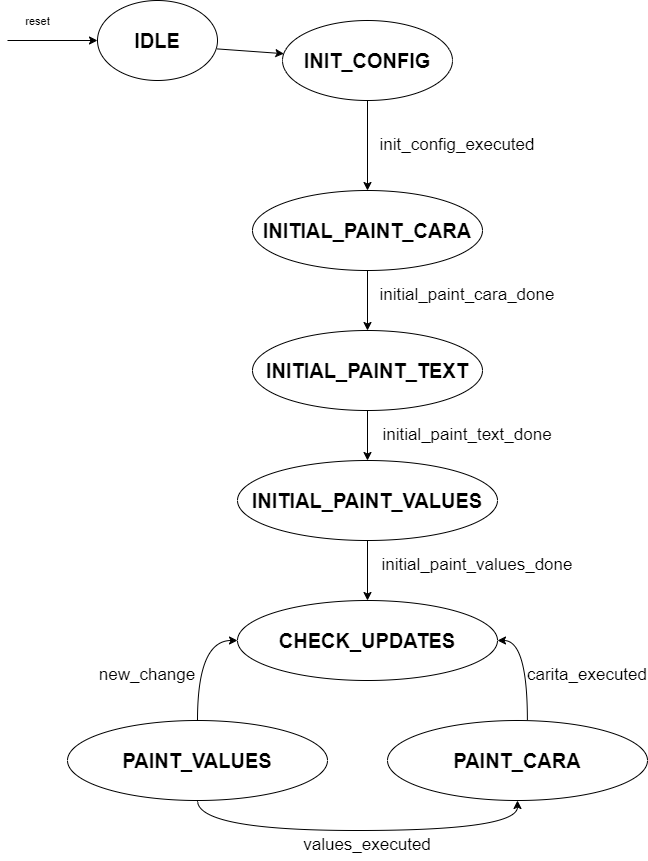 reset
IDLE
INIT_CONFIG
init_config_executed
INITIAL_PAINT_CARA
initial_paint_cara_done
INITIAL_PAINT_TEXT
initial_paint_text_done
INITIAL_PAINT_VALUES
initial_paint_values_done
CHECK_UPDATES
new_change
carita_executed
PAINT_VALUES
PAINT_CARA
values_executed